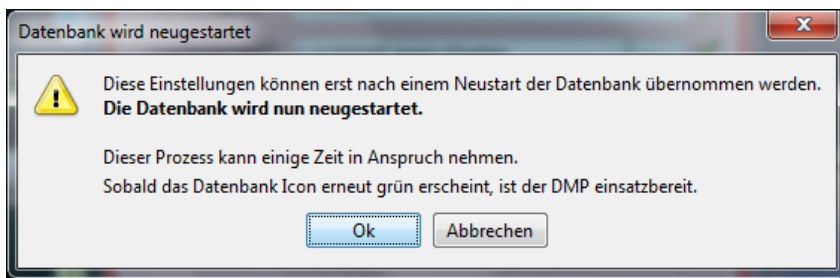 Datenbank wird neugestartet
Diese Einstellungen können erst nach einem Neustart der Datenbank übernommen werden.
Die Datenbank wird nun neugestartet.
Dieser Prozess kann einige Zeit in Anspruch nehmen.
Sobald das Datenbank Icon erneut grün erscheint, ist der DMP einsatzbereit.
Ok
Abbrechen